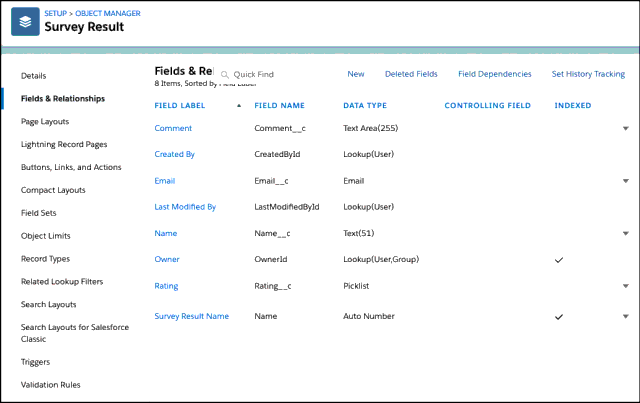 SETUP > OBJECT MANAGER
Survey Result
Details
Fields & Relationships
Page Layouts
Lightning Record Pages
Buttons, Links, and Actions
Compact Layouts
Field Sets
Object Limits
Record Types
Related Lookup Filters
Search Layouts
Search Layouts for Salesforce
Classic
Triggers
Validation Rules
Fields & Re Quick Find New Deleted Fields Field Dependencies Set History Tracking
8 Items, Sorted by Field Label
FIELD LABEL FIELD NAME DATA TYPE CONTROLLING FIELD INDEXED
Comment Comment__c Text Area(255)
Created By CreatedById Lookup(User)
Email Email__c Email
Last Modified By LastModifiedById Lookup(User)
Name Name__c Text(51)
Owner OwnerId Lookup(User,Group)
Rating Rating__c Picklist
Survey Result Name Name Auto Number